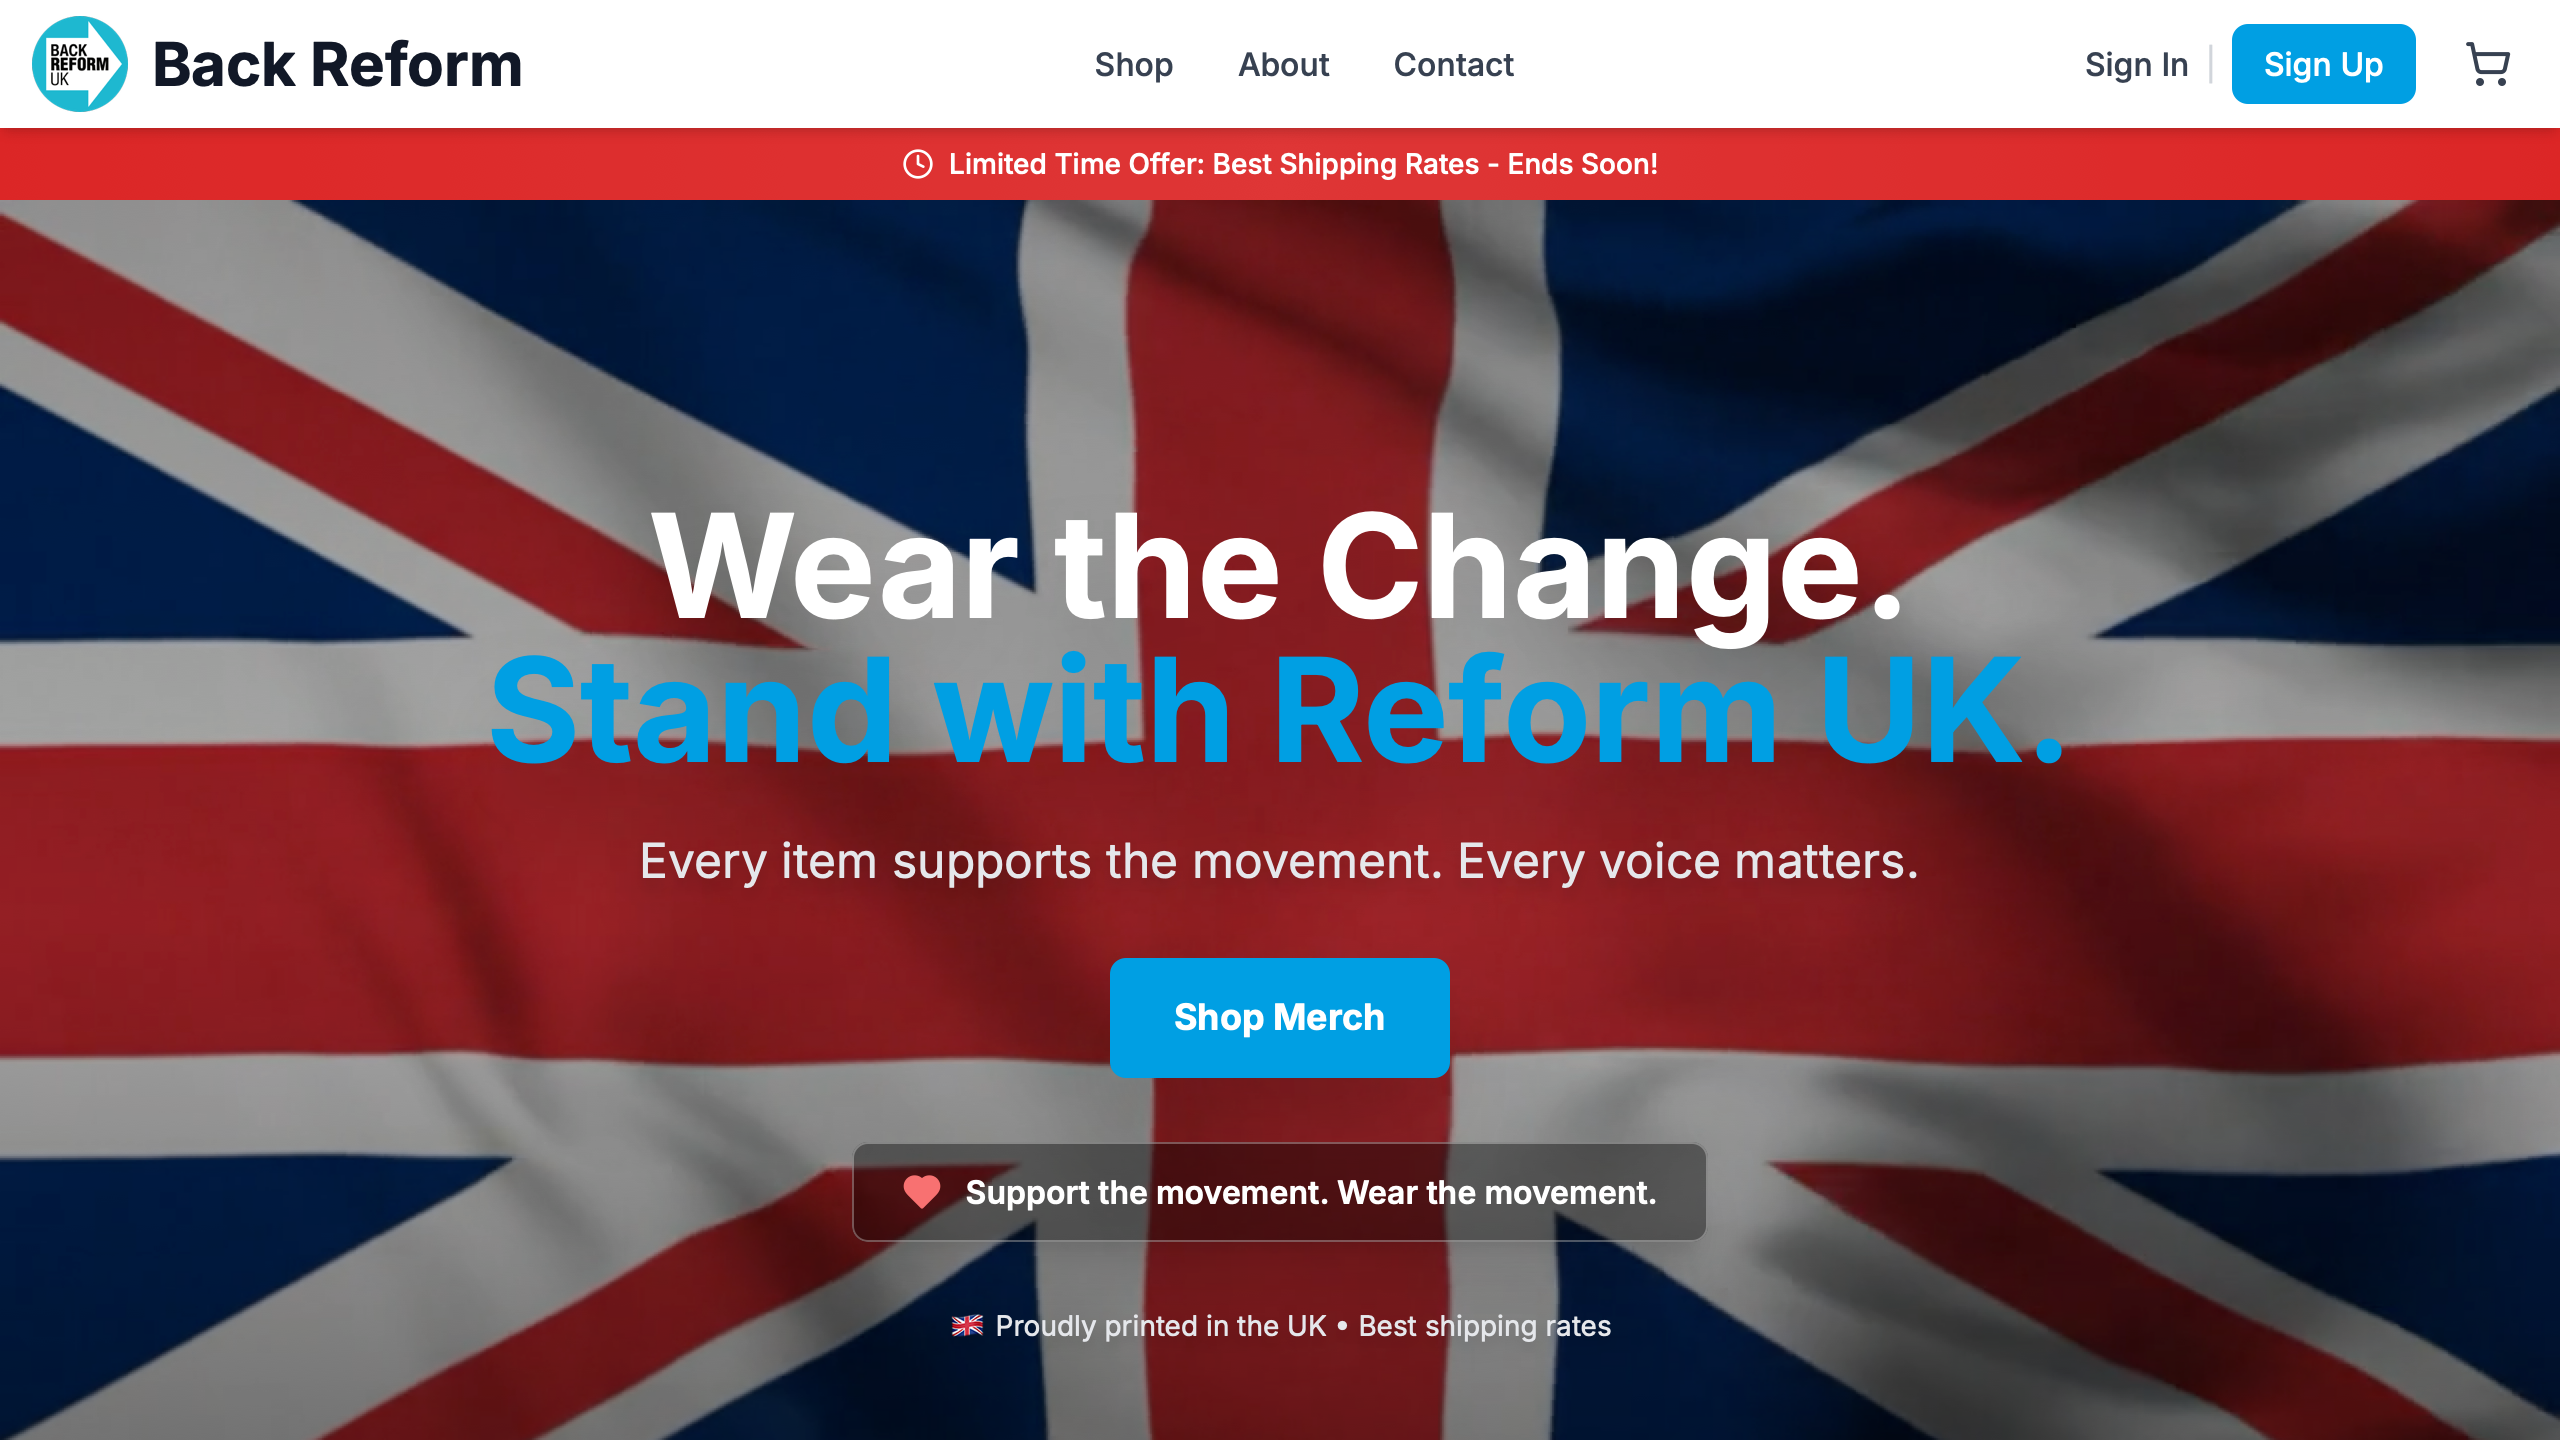 BACK
REFORM
UK
Back Reform
Shop
About
Contact
Sign In
Sign Up
Limited Time Offer: Best Shipping Rates - Ends Soon!
Wear the Change.
Stand with Reform UK.
Every item supports the movement. Every voice matters.
Shop Merch
Support the movement. Wear the movement.
🇬🇧 Proudly printed in the UK • Best shipping rates